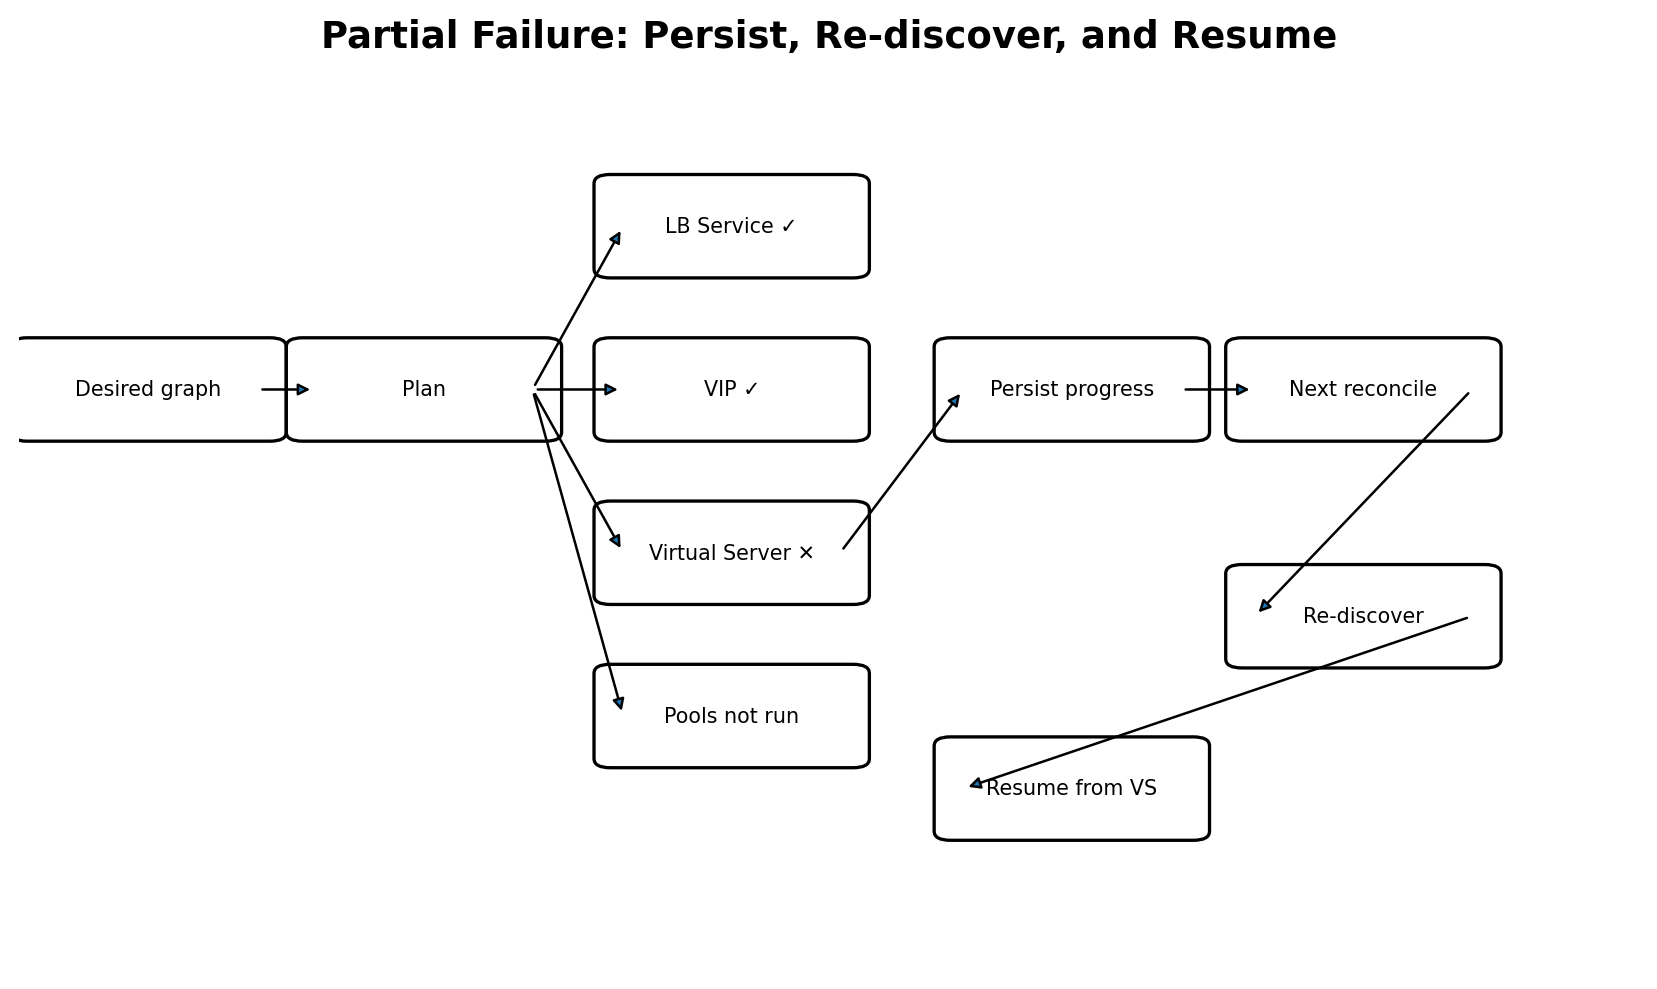 Partial Failure: Persist, Re-discover, and Resume
LB Service ✓
Desired graph
Plan
VIP ✓
Persist progress
Next reconcile
Virtual Server ✕
Re-discover
Pools not run
Resume from VS